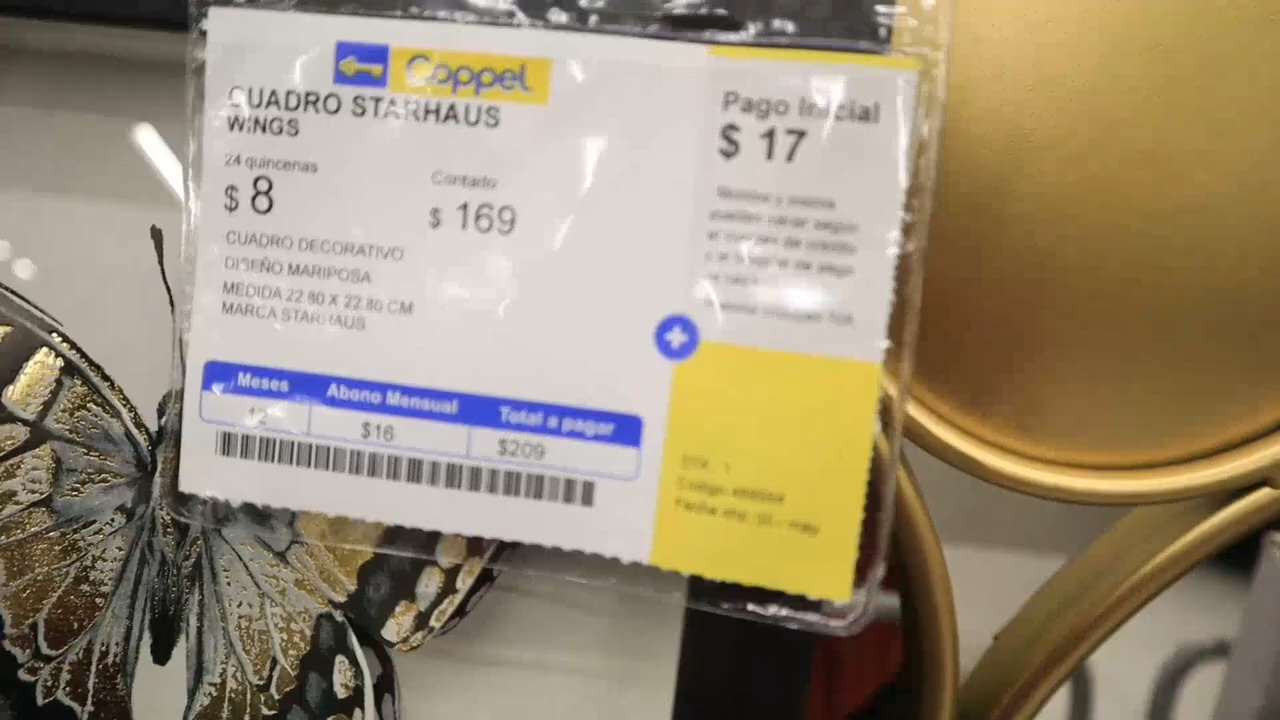 Coppel
CUADRO STARHAUS
WINGS
24 quincenas
$ 8
Contado
$ 169
CUADRO DECORATIVO
DISEÑO MARIPOSA
MEDIDA 22.80 X 22.80 CM
MARCA STARHAUS
Meses Abono Mensual Total a pagar
12 $16 $209
Pago Inicial
$ 17
+